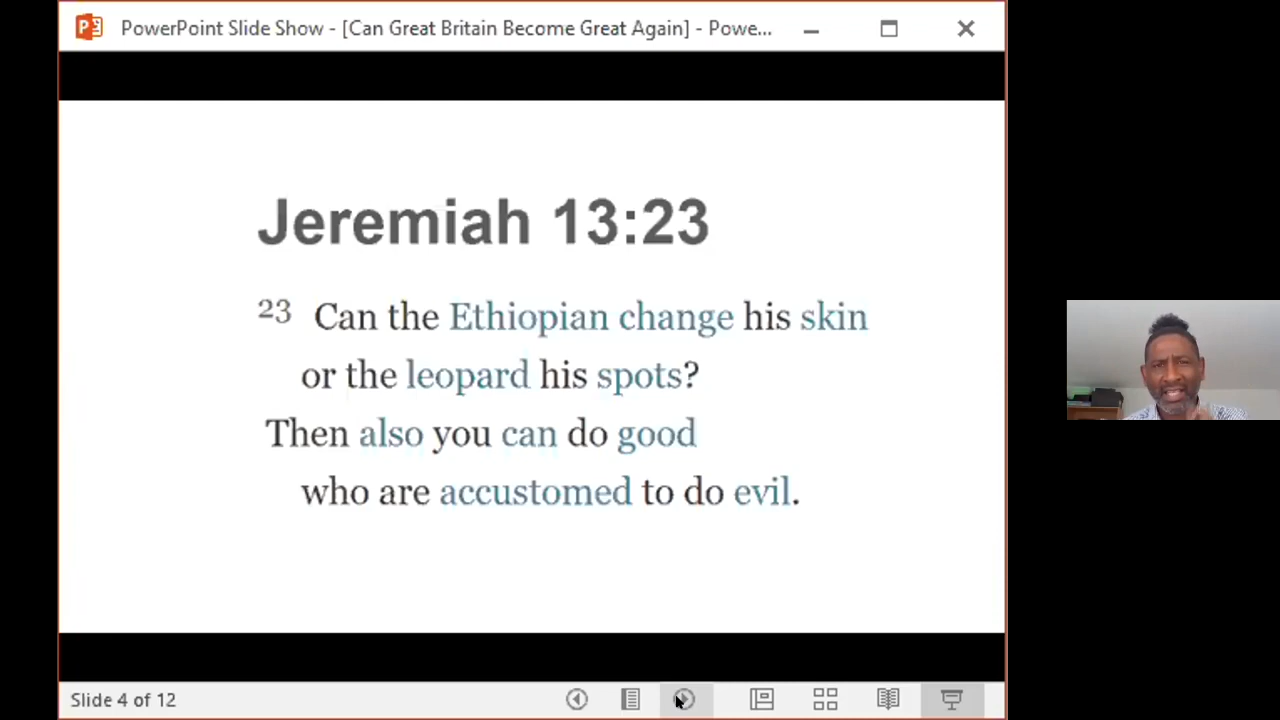 PowerPoint Slide Show - [Can Great Britain Become Great Again] - Powe...
Jeremiah 13:23
23 Can the Ethiopian change his skin
or the leopard his spots?
Then also you can do good
who are accustomed to do evil.
Slide 4 of 12